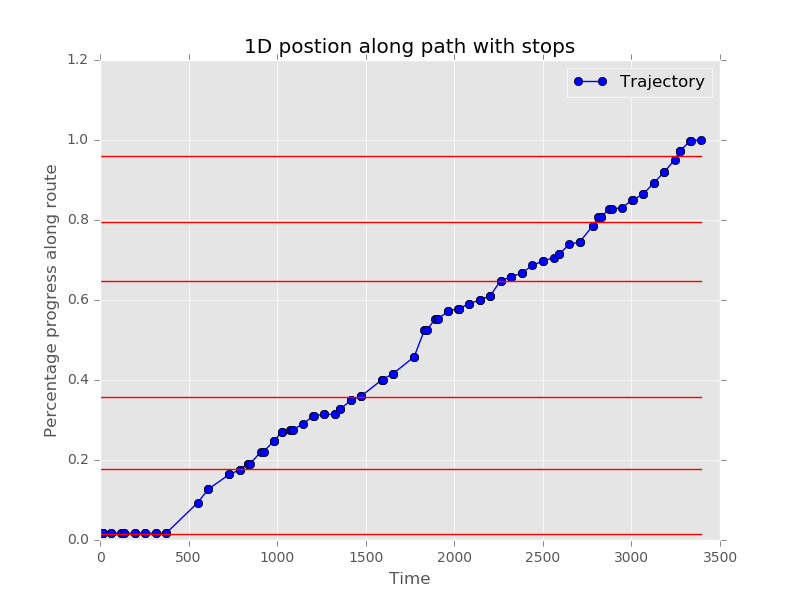 1D postion along path with stops
Trajectory
Percentage progress along route
1.2
1.0
0.8
0.6
0.4
0.2
0.0
0 500 1000 1500 2000 2500 3000 3500
Time